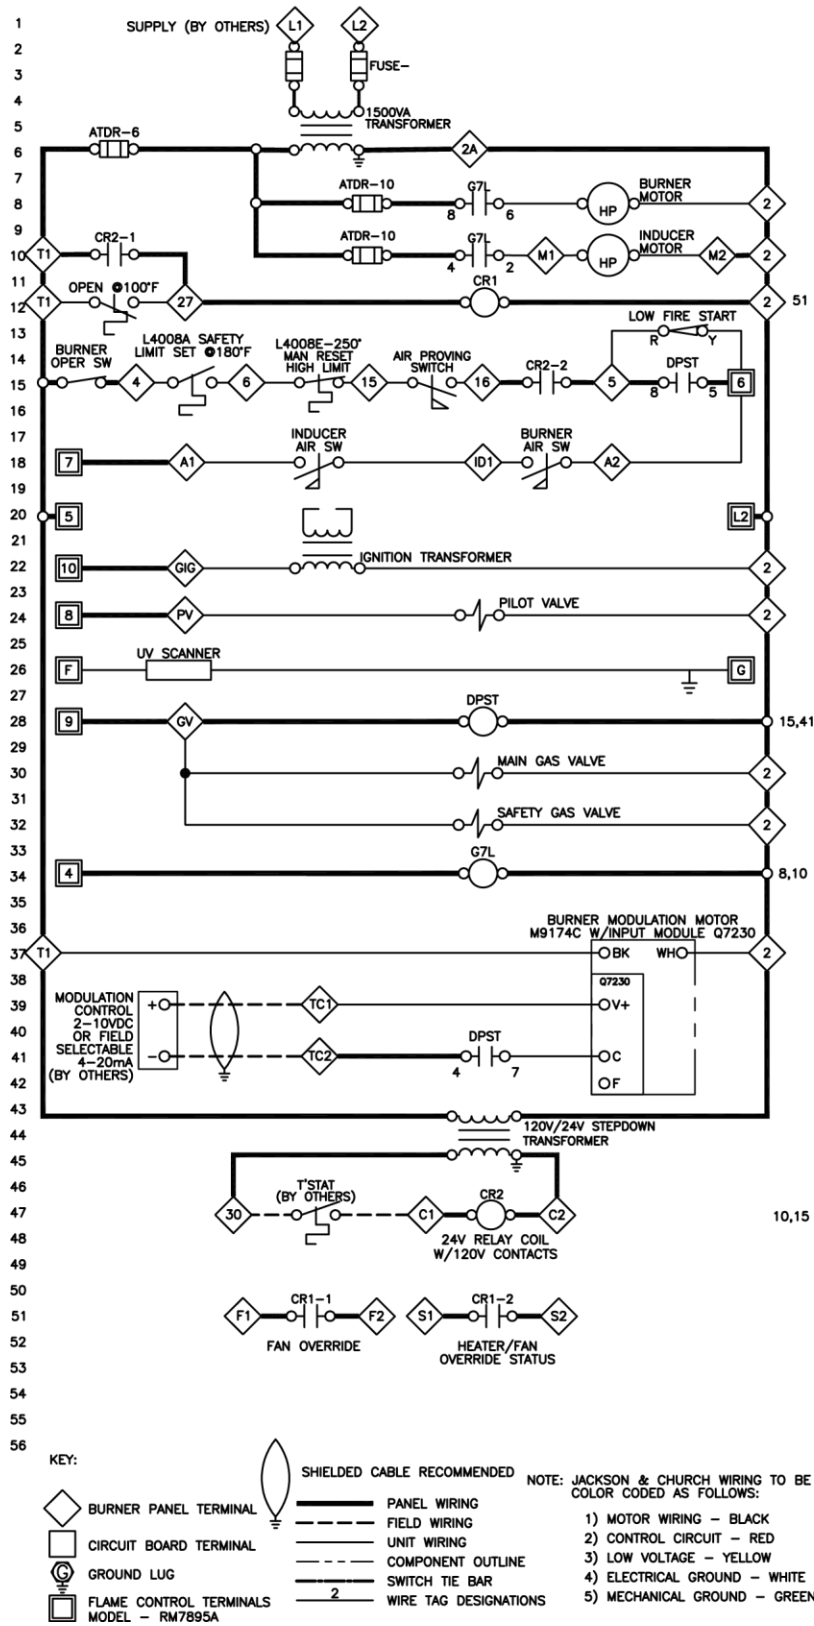 1
SUPPLY (BY OTHERS) L1 L2
2
3 FUSE-
4
5 1500VA
TRANSFORMER
ATDR-6
6 2A
7
ATDR-10 G7L BURNER
MOTOR
8 8 6 HP 2
9
ATDR-10 G7L INDUCER
MOTOR
CR2-1
10 T1 4 2 M1 HP M2 2
11
OPEN @100°F CR1
12 T1 27 2 51
13 LOW FIRE START
R Y
L4008A SAFETY
LIMIT SET @180°F
L4008E-250°
MAN RESET
HIGH LIMIT
14 BURNER
OPER SW
AIR PROVING
SWITCH
CR2-2 DPST
15 4 6 15 16 5 8 5 6
16
17
INDUCER
AIR SW
BURNER
AIR SW
18 7 A1 ID1 A2
19
20 5 L2
21
IGNITION TRANSFORMER
22 10 GIG 2
23
PILOT VALVE
24 8 PV 2
25
UV SCANNER
26 F G
27
DPST
28 9 GV 15,41
29
MAIN GAS VALVE
30 2
31
SAFETY GAS VALVE
32 2
33
G7L
34 4 8,10
35
36 BURNER MODULATION MOTOR
M9174C W/INPUT MODULE Q7230
37 T1 BK WH 2
38
Q7230
39 MODULATION
CONTROL
2-10VDC
OR FIELD
SELECTABLE
4-20mA
(BY OTHERS)
+ TC1 V+
40
DPST
41 - TC2 4 7 C
42 F
43
120V/24V STEPDOWN
TRANSFORMER
44
45
46 T'STAT
(BY OTHERS)
CR2
47 30 C1 C2 10,15
48 24V RELAY COIL
W/120V CONTACTS
49
50
CR1-1 CR1-2
51 F1 F2 S1 S2
52 FAN OVERRIDE HEATER/FAN
OVERRIDE STATUS
53
54
55
56
KEY:
BURNER PANEL TERMINAL
CIRCUIT BOARD TERMINAL
G GROUND LUG
FLAME CONTROL TERMINALS
MODEL - RM7895A
SHIELDED CABLE RECOMMENDED
PANEL WIRING
FIELD WIRING
UNIT WIRING
COMPONENT OUTLINE
SWITCH TIE BAR
2 WIRE TAG DESIGNATIONS
NOTE: JACKSON & CHURCH WIRING TO BE
COLOR CODED AS FOLLOWS:
1) MOTOR WIRING - BLACK
2) CONTROL CIRCUIT - RED
3) LOW VOLTAGE - YELLOW
4) ELECTRICAL GROUND - WHITE
5) MECHANICAL GROUND - GREEN